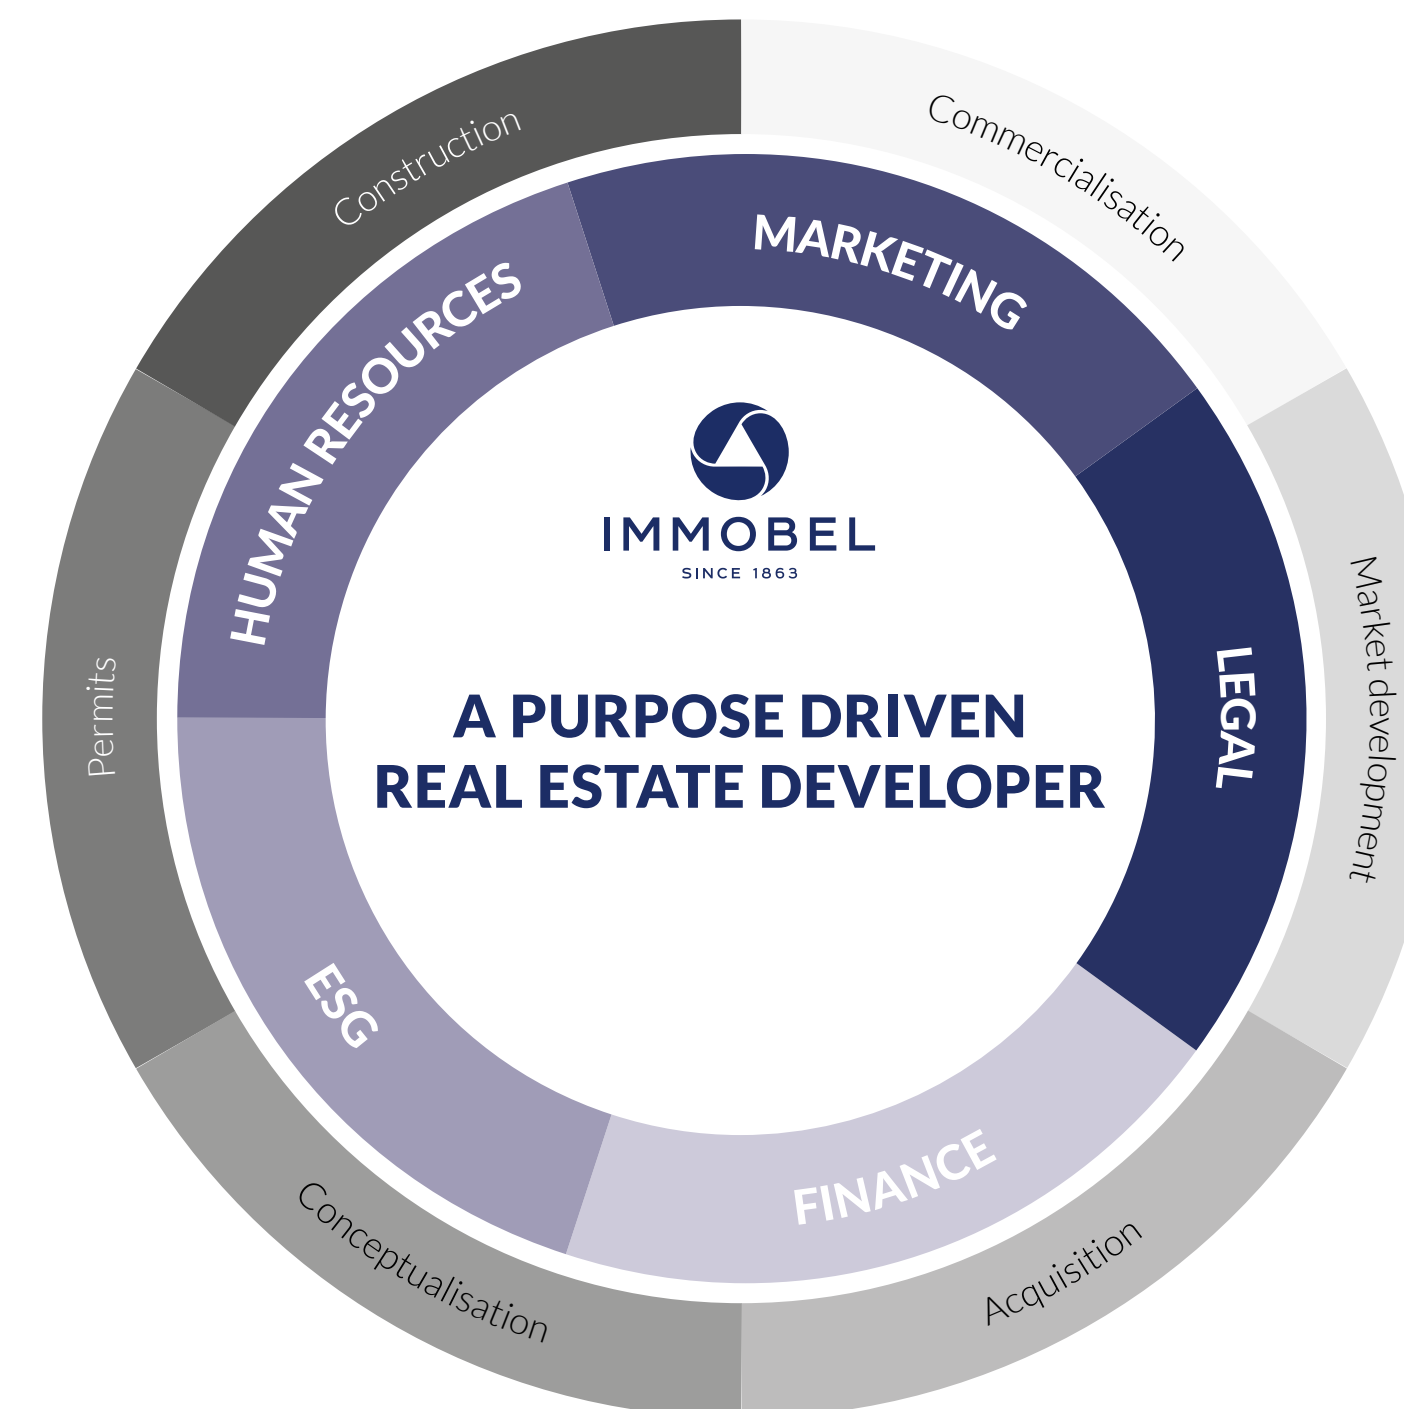 Commercialisation
Market development
Acquisition
Conceptualisation
Permits
Construction
MARKETING
LEGAL
FINANCE
ESG
HUMAN RESOURCES
IMMOBEL
SINCE 1863
A PURPOSE DRIVEN
REAL ESTATE DEVELOPER